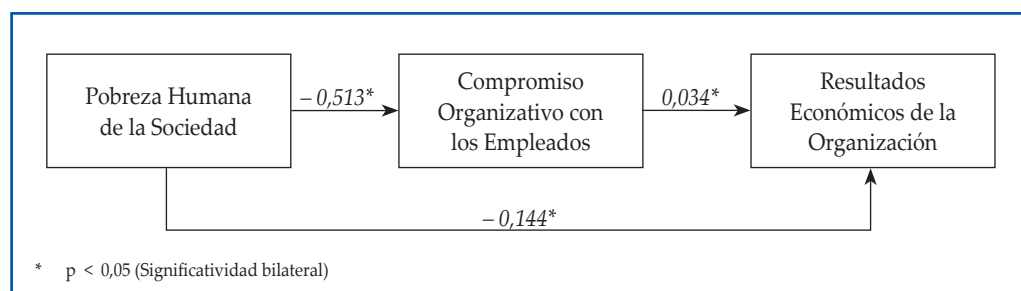 Pobreza Humana
de la Sociedad
– 0,513*
Compromiso
Organizativo con
los Empleados
0,034*
Resultados
Económicos de la
Organización
– 0,144*
* p < 0,05 (Significatividad bilateral)